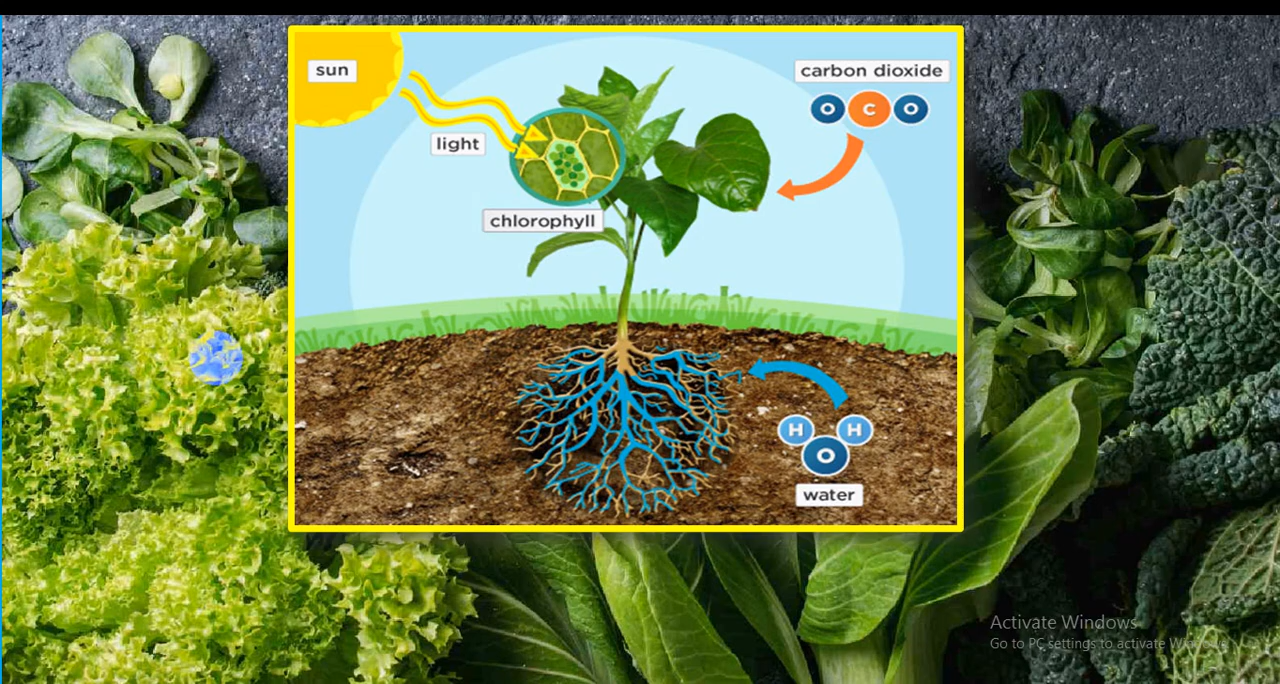 sun
carbon dioxide
O C O
light
chlorophyll
H H
O
water
Activate Windows
Go to PC settings to activate Windows.